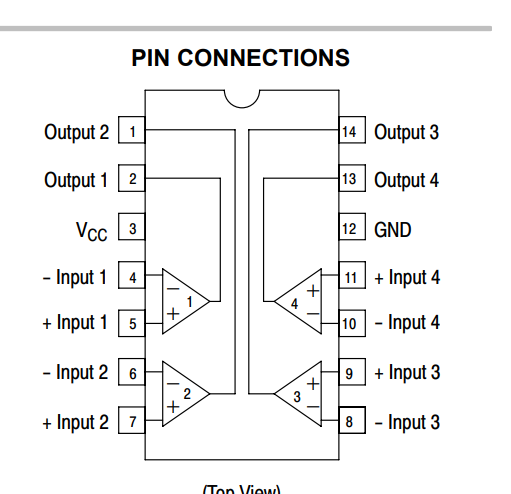 PIN CONNECTIONS
Output 2 1 14 Output 3
Output 1 2 13 Output 4
VCC 3 12 GND
– Input 1 4 – 1 + 11 + Input 4
+ Input 1 5 + 4 – 10 – Input 4
– Input 2 6 – 2 + 9 + Input 3
+ Input 2 7 + 3 – 8 – Input 3
(Top View)